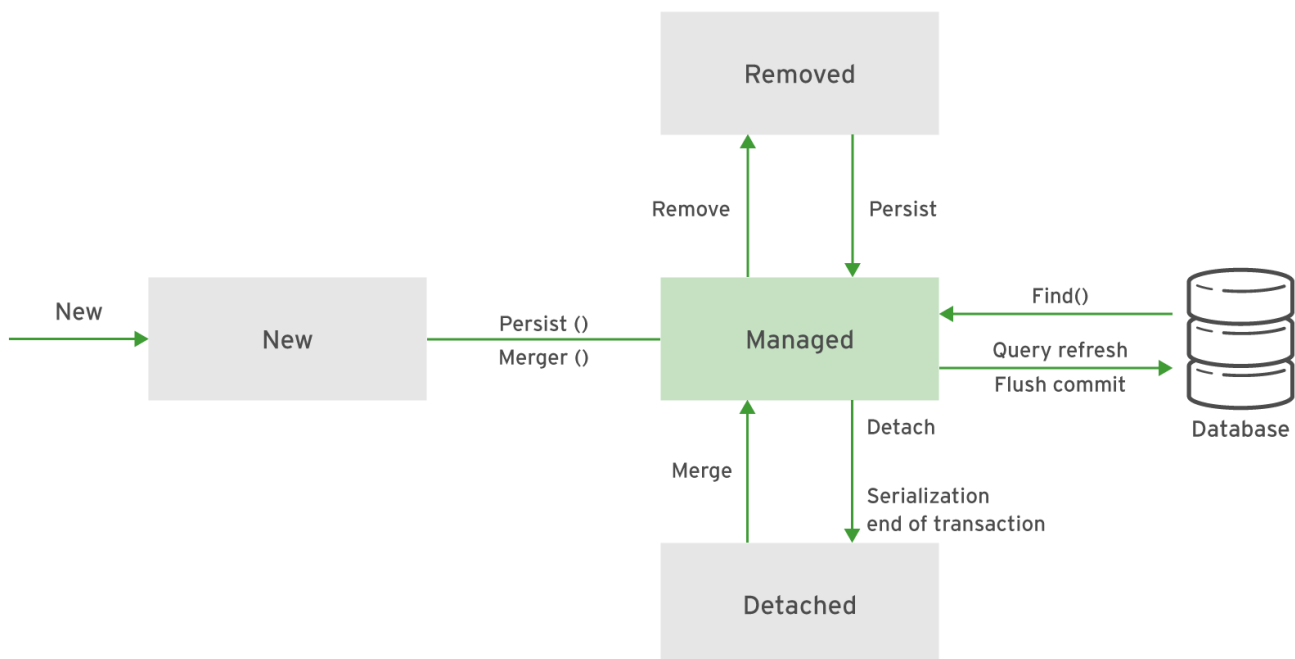 Removed
Remove
Persist
New
New
Persist ()
Merger ()
Managed
Find()
Query refresh
Flush commit
Database
Detach
Merge
Serialization
end of transaction
Detached